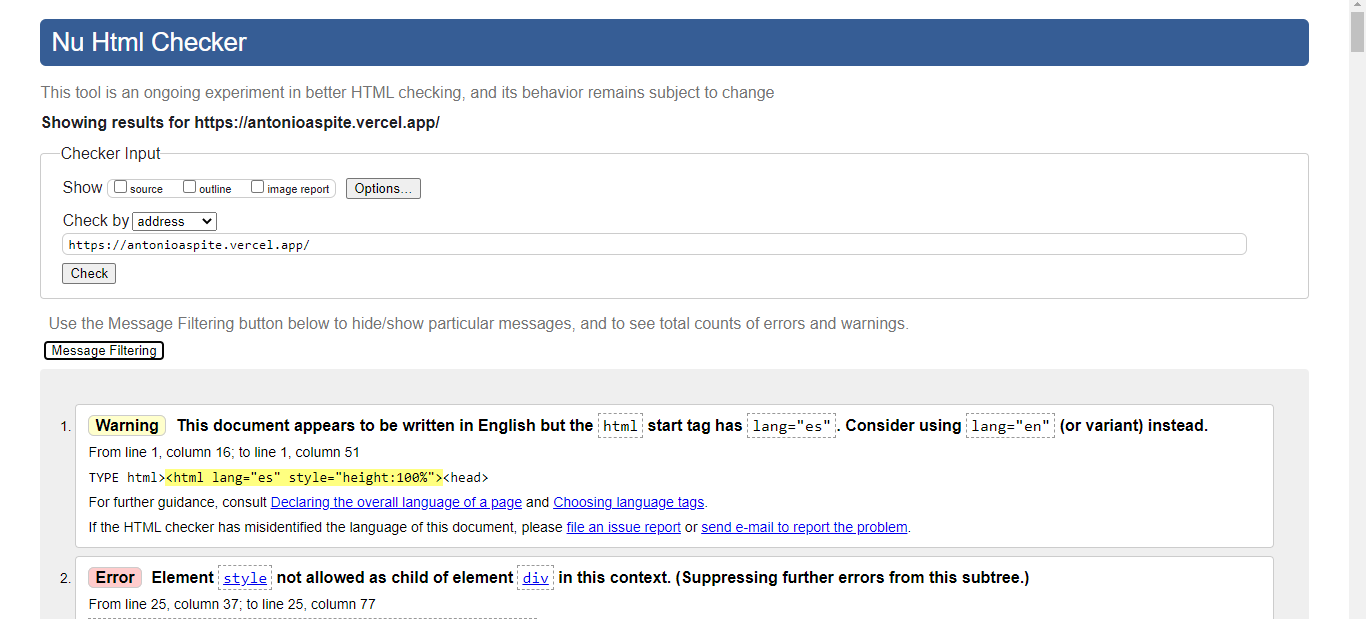 Nu Html Checker
This tool is an ongoing experiment in better HTML checking, and its behavior remains subject to change
Showing results for https://antonioaspite.vercel.app/
Checker Input
Show source outline image report Options...
Check by address
https://antonioaspite.vercel.app/
Check
Use the Message Filtering button below to hide/show particular messages, and to see total counts of errors and warnings.
Message Filtering
1. Warning This document appears to be written in English but the html start tag has lang="es". Consider using lang="en" (or variant) instead.
From line 1, column 16; to line 1, column 51
TYPE html><html lang="es" style="height:100%"><head>
For further guidance, consult Declaring the overall language of a page and Choosing language tags.
If the HTML checker has misidentified the language of this document, please file an issue report or send e-mail to report the problem.
2. Error Element style not allowed as child of element div in this context. (Suppressing further errors from this subtree.)
From line 25, column 37; to line 25, column 77